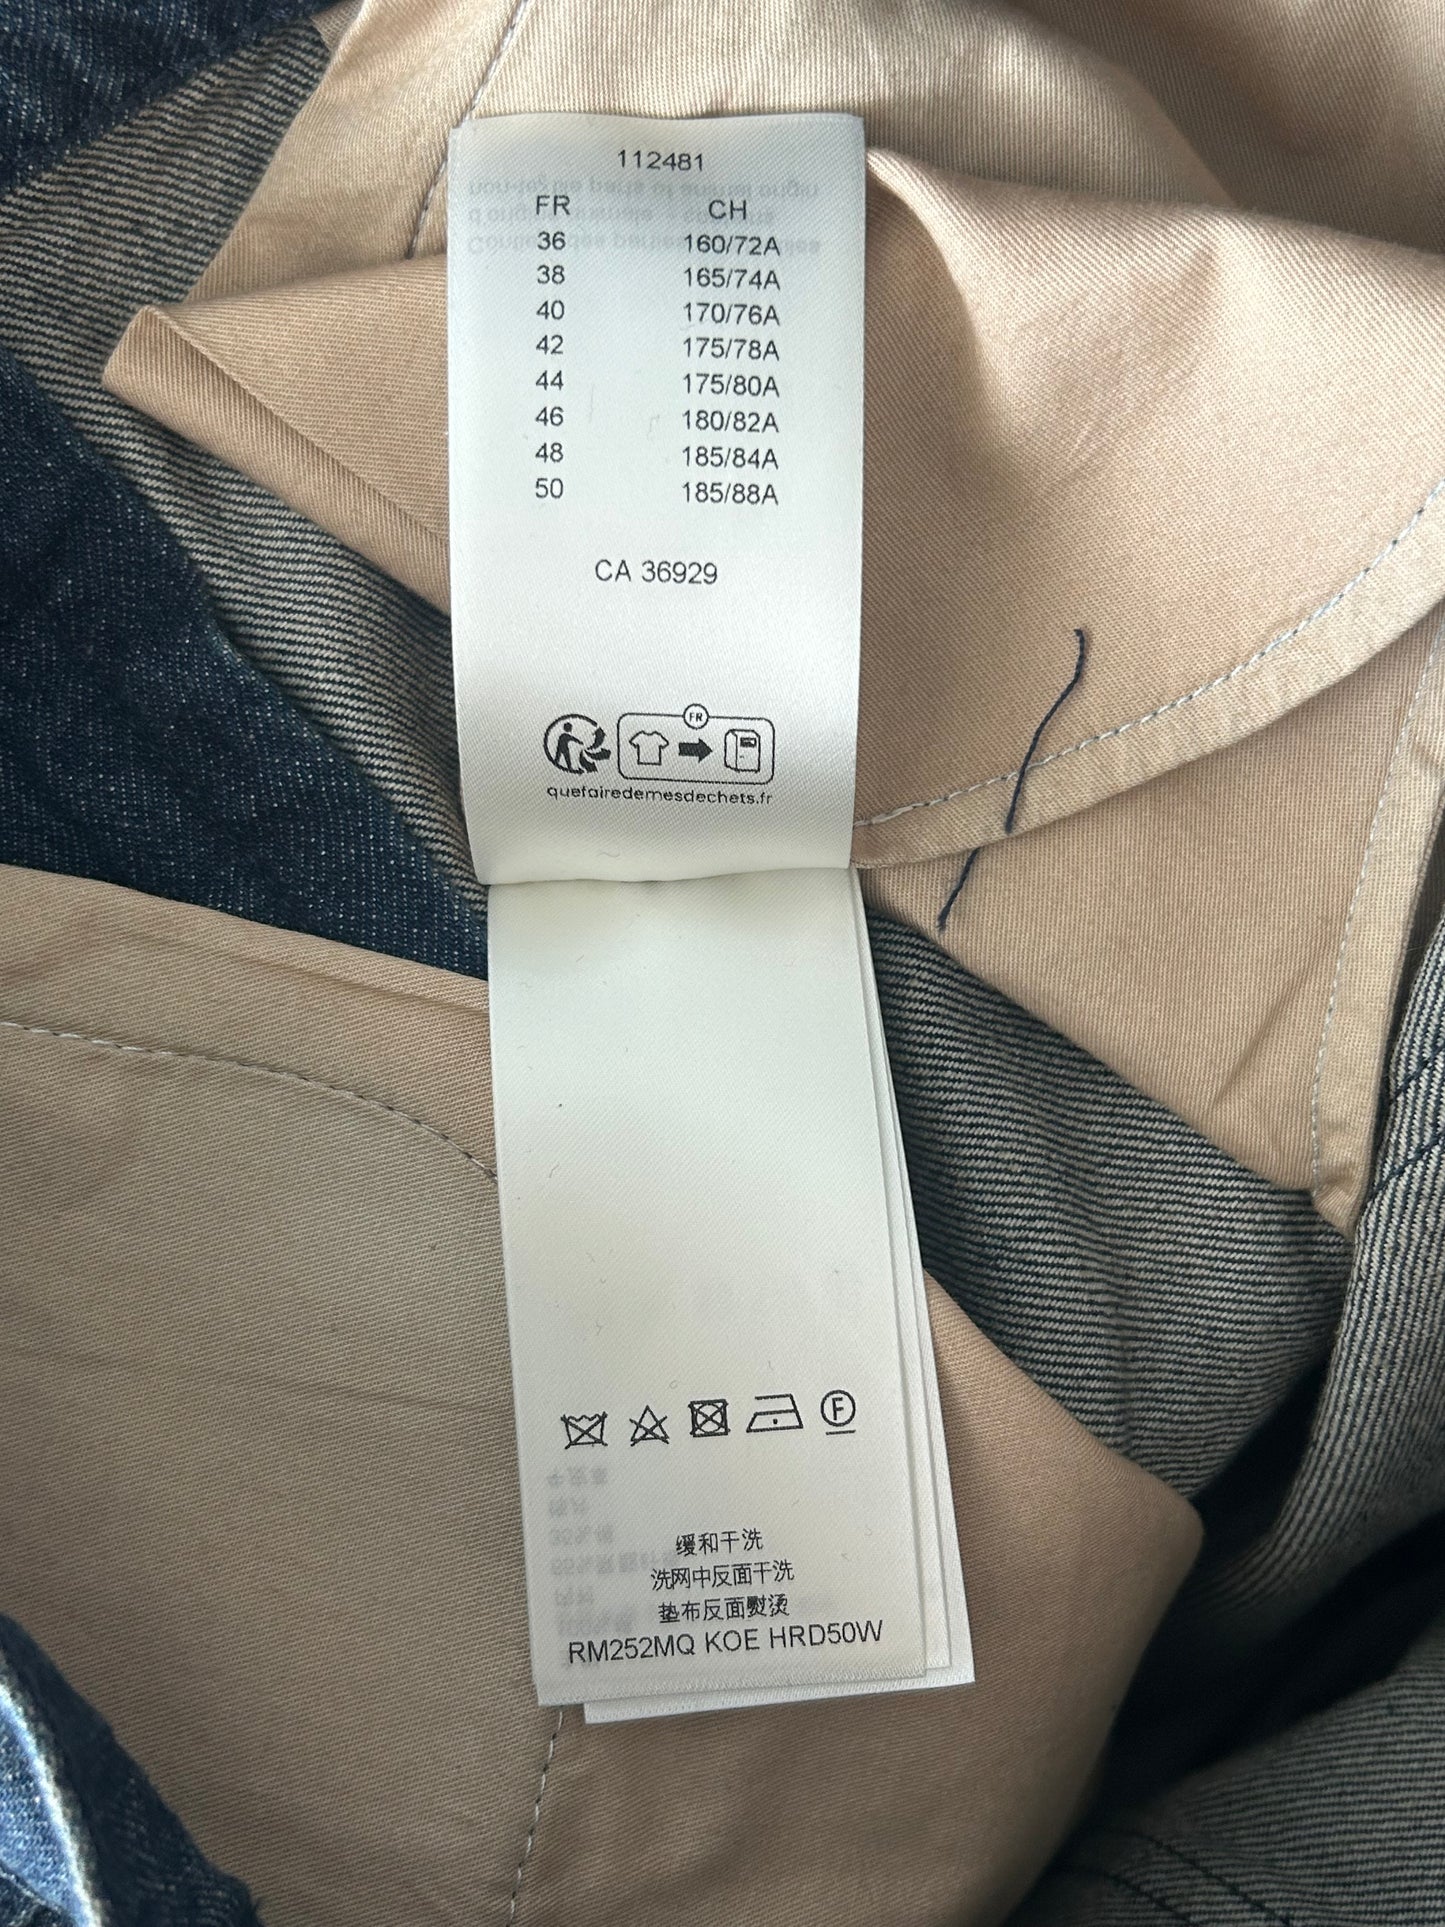 112481
FR CH
36 160/72A
38 165/74A
40 170/76A
42 175/78A
44 175/80A
46 180/82A
48 185/84A
50 185/88A
CA 36929
FR
quefairedemesdechets.fr
F
缓和干洗
洗网中反面干洗
垫布反面熨烫
RM252MQ KOE HRD50W